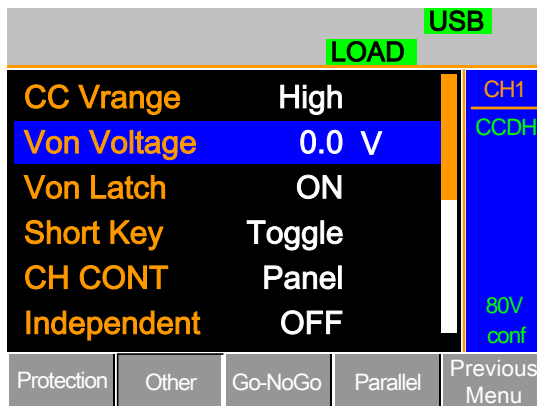 USB
LOAD
CC Vrange High
Von Voltage 0.0 V
Von Latch ON
Short Key Toggle
CH CONT Panel
Independent OFF
CH1
CCDH
80V
conf
Protection Other Go-NoGo Parallel Previous
Menu